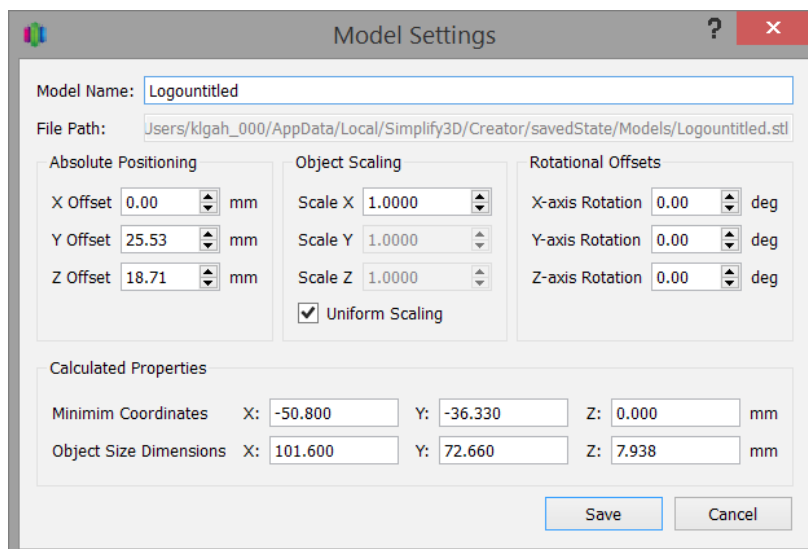 Model Settings ?
Model Name: Logountitled
File Path: Jsers/klgah_000/AppData/Local/Simplify3D/Creator/savedState/Models/Logountitled.stl
Absolute Positioning
X Offset 0.00 mm
Y Offset 25.53 mm
Z Offset 18.71 mm
Object Scaling
Scale X 1.0000
Scale Y 1.0000
Scale Z 1.0000
Uniform Scaling
Rotational Offsets
X-axis Rotation 0.00 deg
Y-axis Rotation 0.00 deg
Z-axis Rotation 0.00 deg
Calculated Properties
Minimim Coordinates X: -50.800 Y: -36.330 Z: 0.000 mm
Object Size Dimensions X: 101.600 Y: 72.660 Z: 7.938 mm
Save Cancel